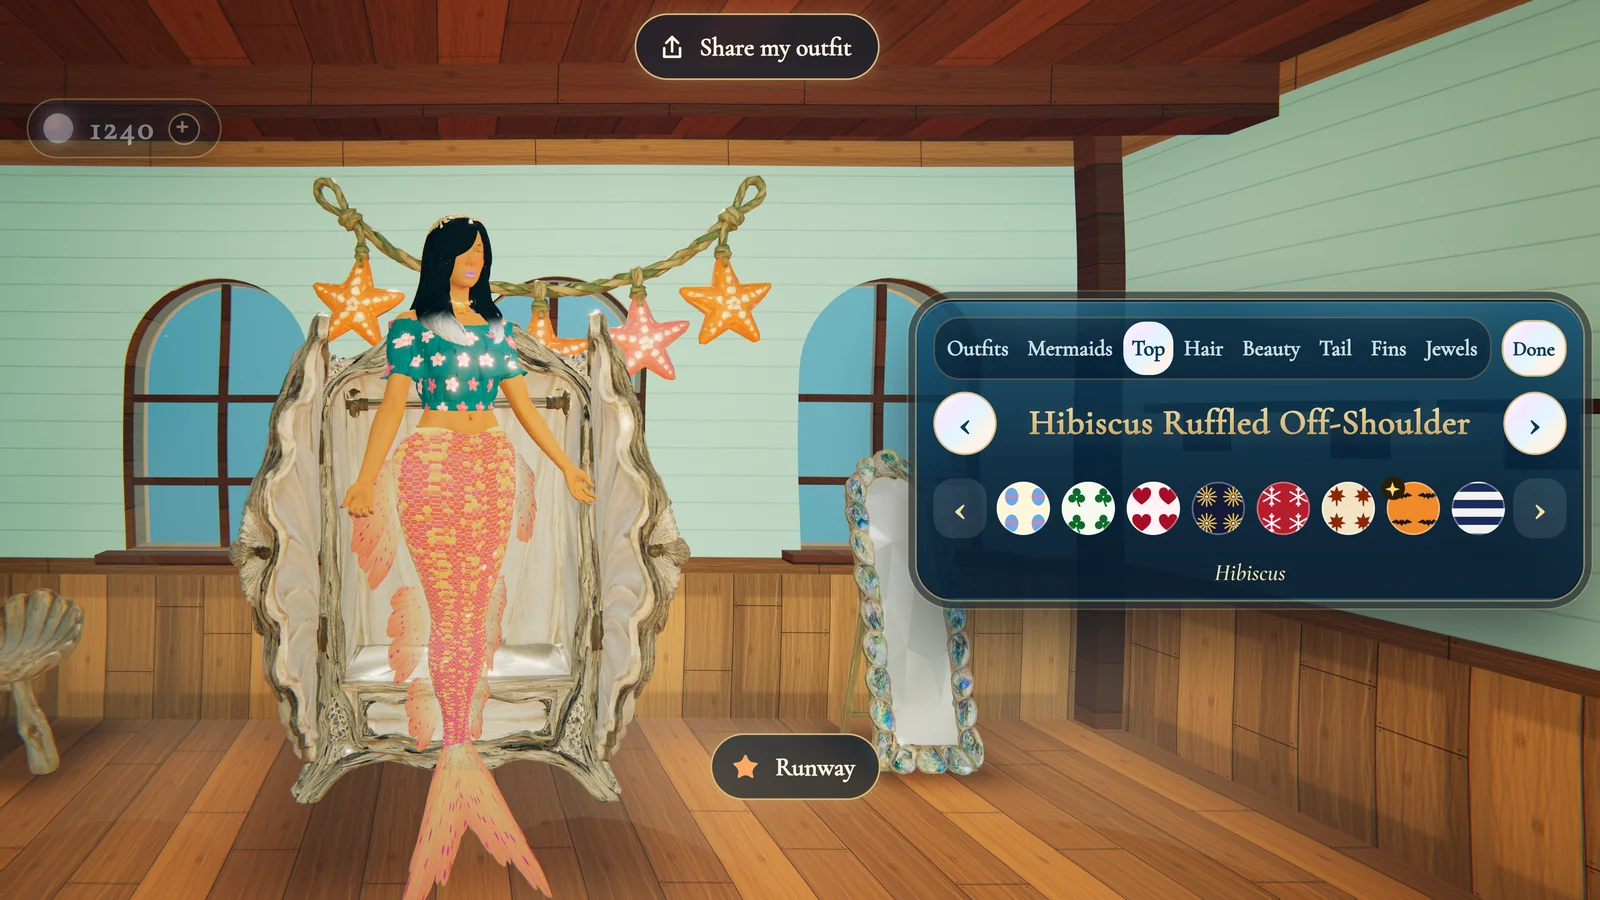 Share my outfit
1240
Outfits Mermaids Top Hair Beauty Tail Fins Jewels Done
Hibiscus Ruffled Off-Shoulder
Hibiscus
Runway